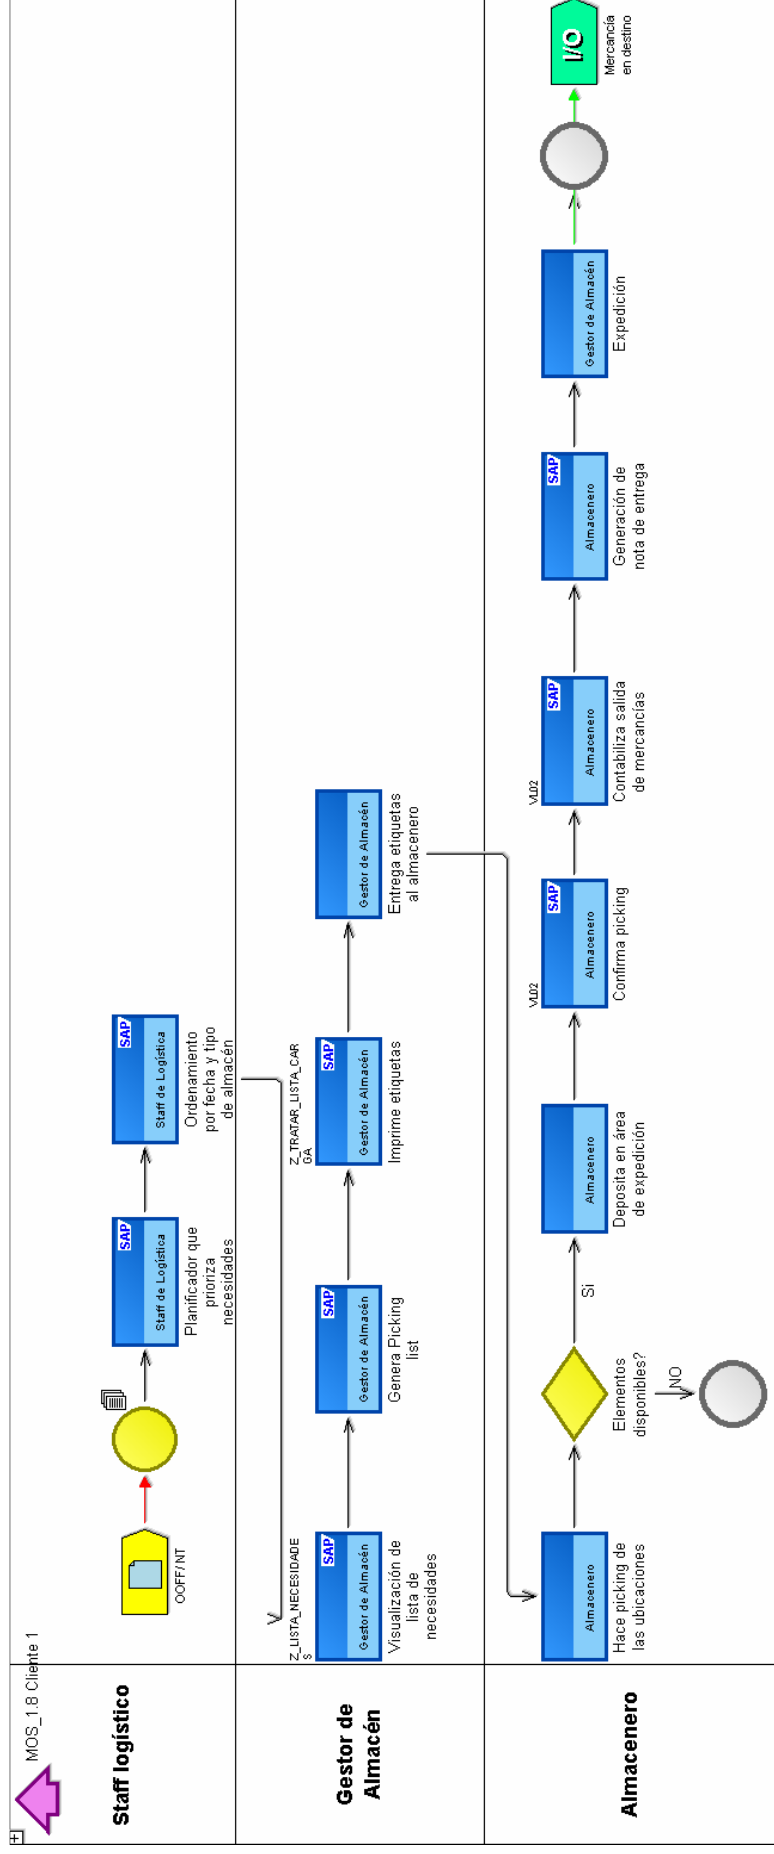 MOS_1.8 Cliente 1
Staff logístico
OOFF/ NT
SAP
Staff de Logística
Planificador que
prioriza
necesidades
SAP
Staff de Logística
Ordenamiento
por fecha y tipo
de almacén
Gestor de
Almacén
Z_LISTA_NECESIDADE
S
SAP
Gestor de Almacén
Visualización de
lista de
necesidades
SAP
Gestor de Almacén
Genera Picking
list
Z_TRATAR_LISTA_CAR
GA
SAP
Gestor de Almacén
Imprime etiquetas
Gestor de Almacén
Entrega etiquetas
al almacenero
Almacenero
Almacenero
Hace picking de
las ubicaciones
Elementos
disponibles?
NO
Si
Almacenero
Deposita en área
de expedición
VL02
SAP
Almacenero
Confirma picking
VL02
SAP
Almacenero
Contabiliza salida
de mercancías
SAP
Almacenero
Generación de
nota de entrega
Gestor de Almacén
Expedición
I/O
Mercancía
en destino